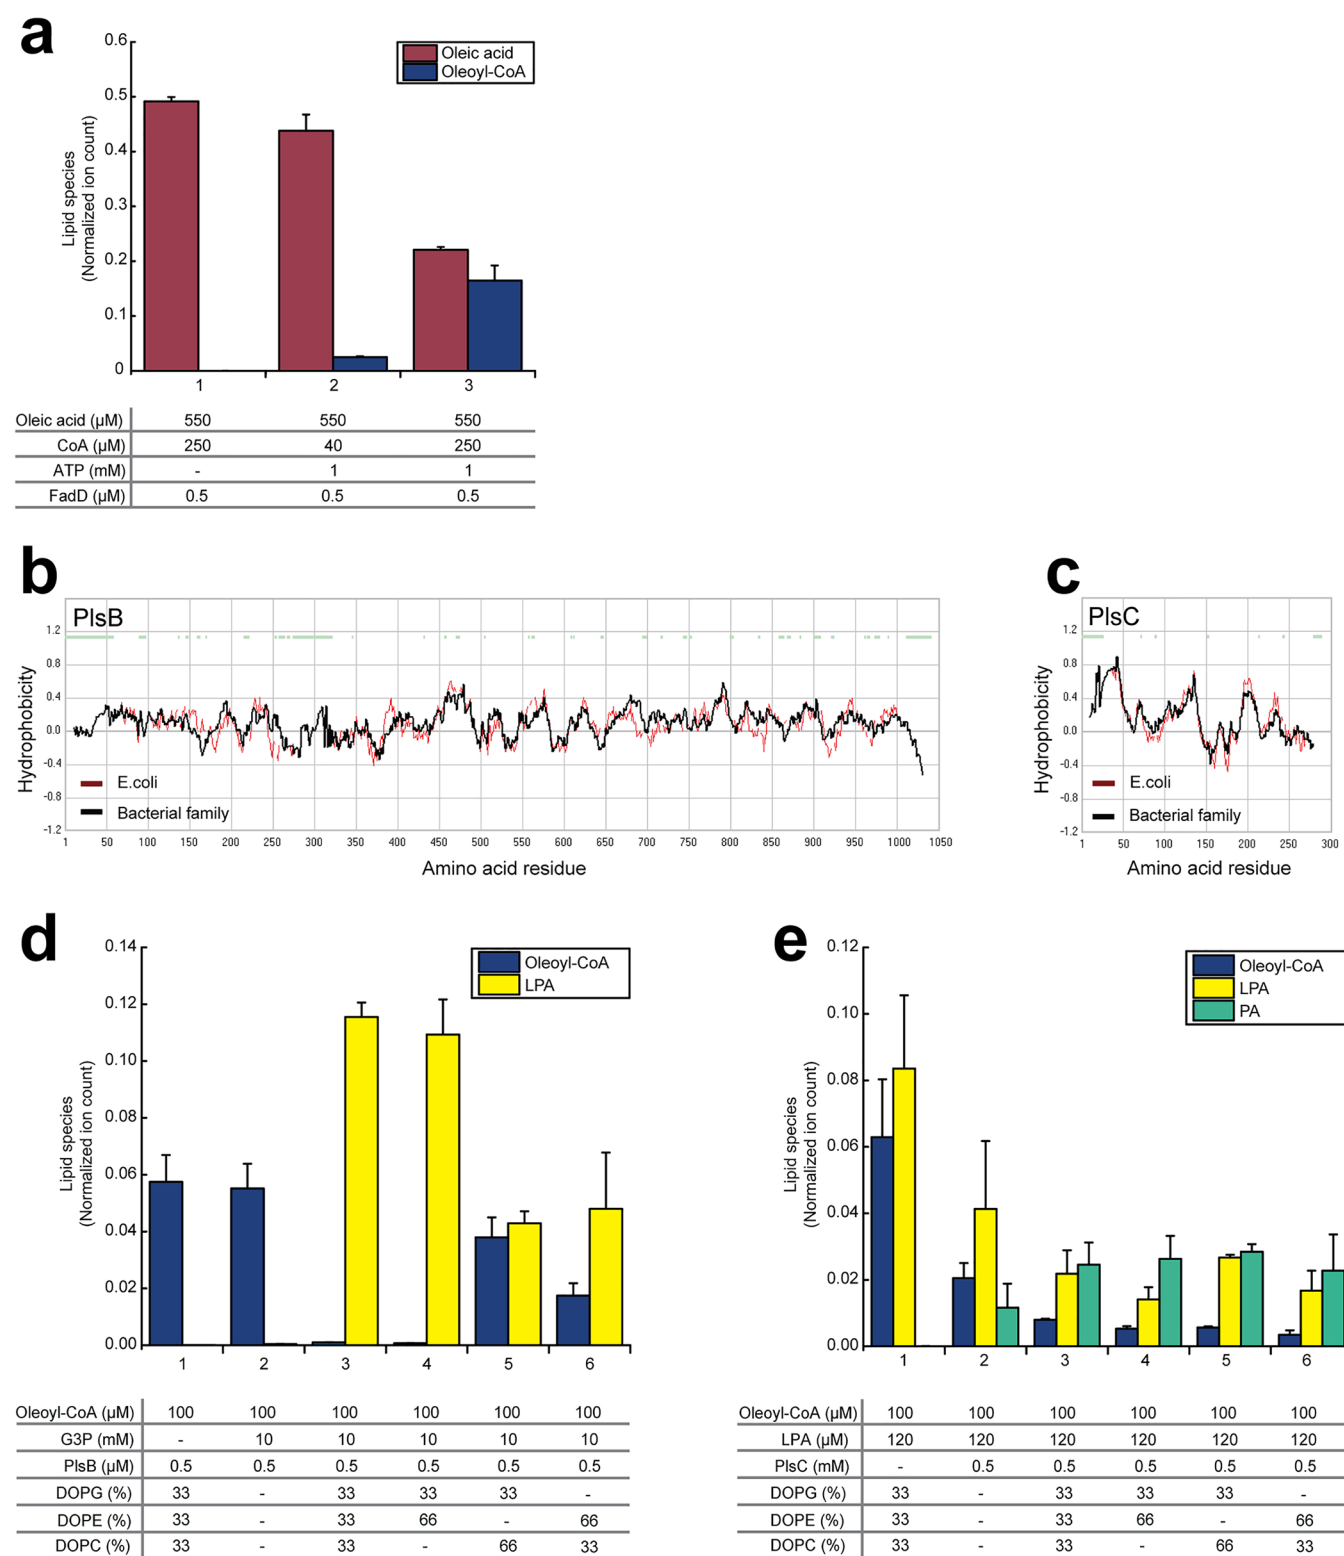 a
0.6
0.5
0.4
0.3
0.2
0.1
0
Lipid species
(Normalized ion count)
Oleic acid
Oleoyl-CoA
1 2 3
Oleic acid (µM) 550 550 550
CoA (µM) 250 40 250
ATP (mM) - 1 1
FadD (µM) 0.5 0.5 0.5
b
PlsB
1.2
0.8
0.4
0.0
-0.4
-0.8
-1.2
Hydrophobicity
E.coli
Bacterial family
1 50 100 150 200 250 300 350 400 450 500 550 600 650 700 750 800 850 900 950 1000 1050
Amino acid residue
c
PlsC
1.2
0.8
0.4
0.0
-0.4
-0.8
-1.2
Hydrophobicity
E.coli
Bacterial family
1 50 100 150 200 250 300
Amino acid residue
d
0.14
0.12
0.10
0.08
0.06
0.04
0.02
0.00
Lipid species
(Normalized ion count)
Oleoyl-CoA
LPA
1 2 3 4 5 6
Oleoyl-CoA (µM) 100 100 100 100 100 100
G3P (mM) - 10 10 10 10 10
PlsB (µM) 0.5 0.5 0.5 0.5 0.5 0.5
DOPG (%) 33 - 33 33 33 -
DOPE (%) 33 - 33 66 - 66
DOPC (%) 33 - 33 - 66 33
e
0.12
0.10
0.08
0.06
0.04
0.02
0.00
Lipid species
(Normalized ion count)
Oleoyl-CoA
LPA
PA
1 2 3 4 5 6
Oleoyl-CoA (µM) 100 100 100 100 100 100
LPA (µM) 120 120 120 120 120 120
PlsC (mM) - 0.5 0.5 0.5 0.5 0.5
DOPG (%) 33 - 33 33 33 -
DOPE (%) 33 - 33 66 - 66
DOPC (%) 33 - 33 - 66 33